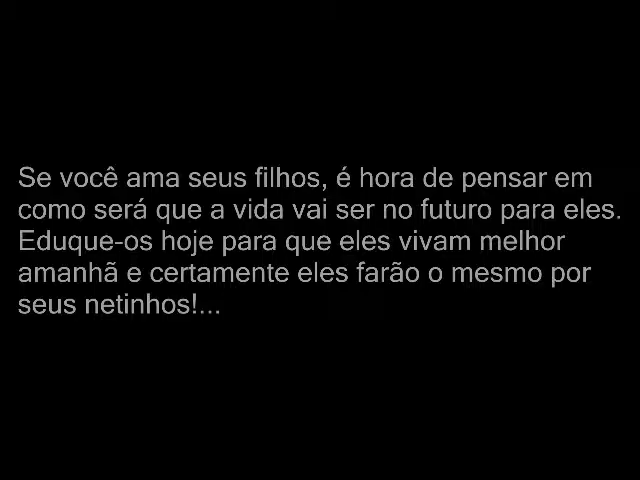 Se você ama seus filhos, é hora de pensar em
como será que a vida vai ser no futuro para eles.
Eduque-os hoje para que eles vivam melhor
amanhã e certamente eles farão o mesmo por
seus netinhos!...